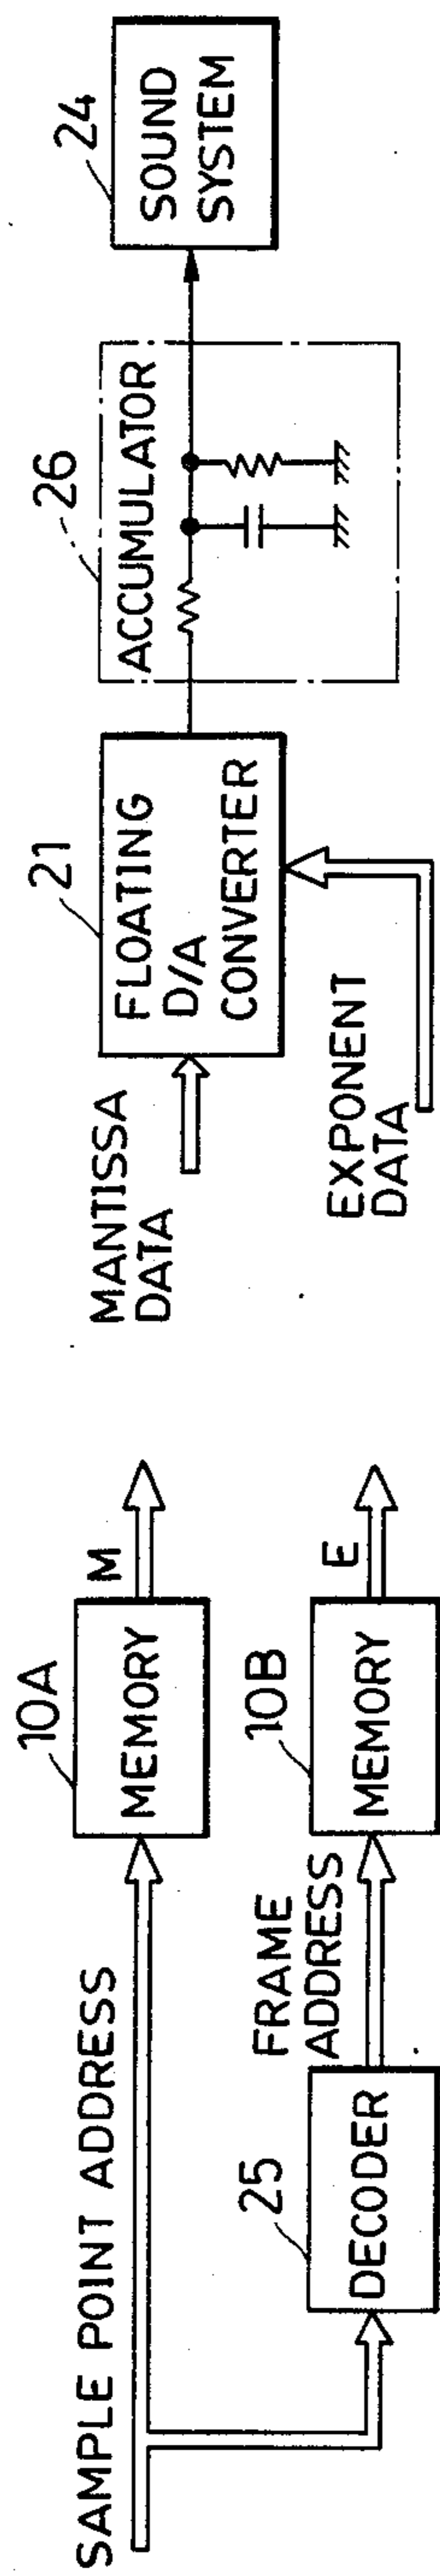 SAMPLE POINT ADDRESS
10A
MEMORY
M
25
DECODER
FRAME
ADDRESS
10B
MEMORY
E
MANTISSA
DATA
21
FLOATING
D/A
CONVERTER
EXPONENT
DATA
26
ACCUMULATOR
24
SOUND
SYSTEM